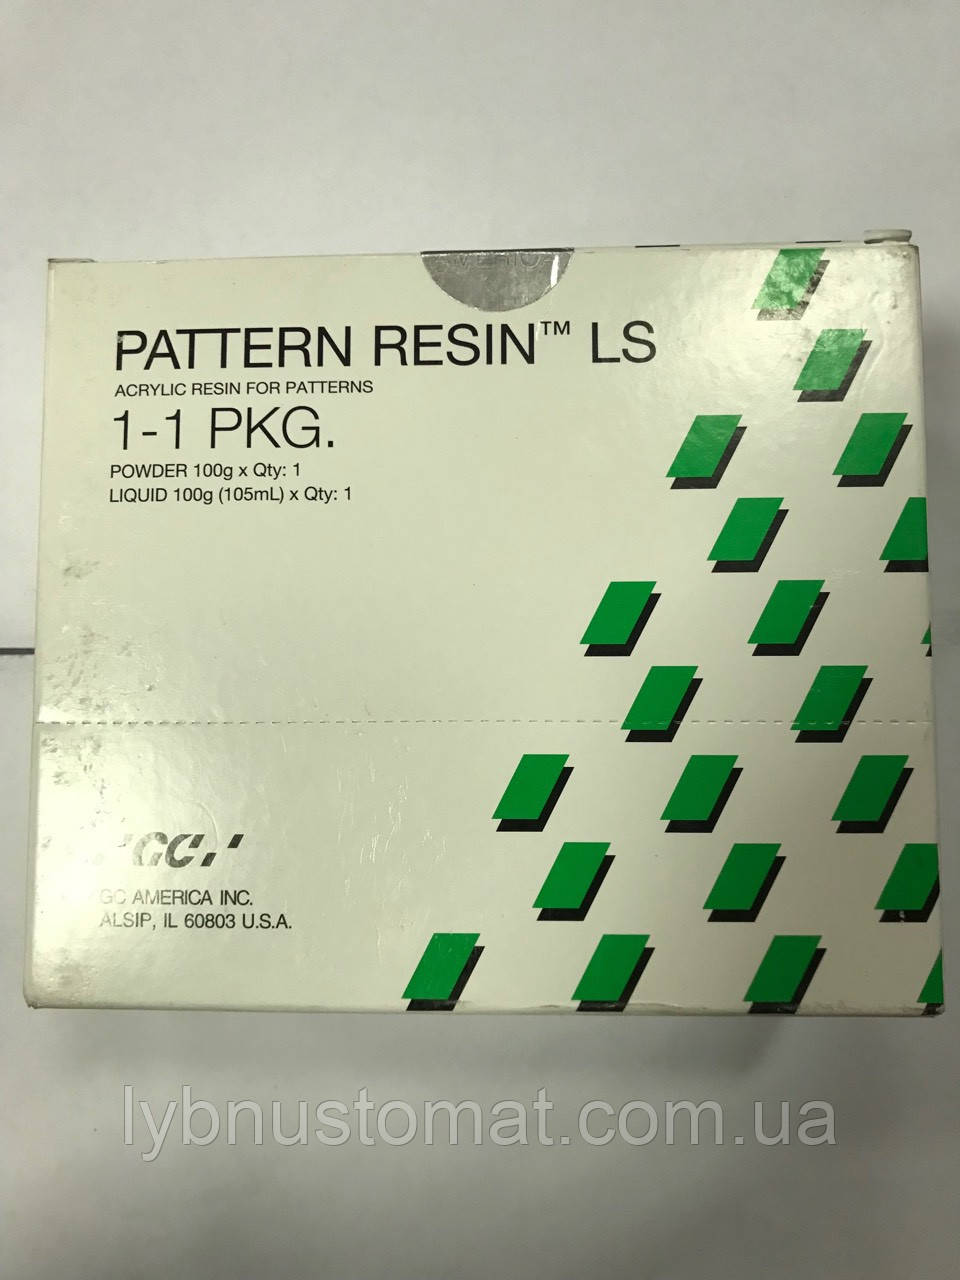 PATTERN RESIN™ LS
ACRYLIC RESIN FOR PATTERNS
1-1 PKG.
POWDER 100g x Qty: 1
LIQUID 100g (105mL) x Qty: 1
GC
GC AMERICA INC.
ALSIP, IL 60803 U.S.A.
lybnustomat.com.ua